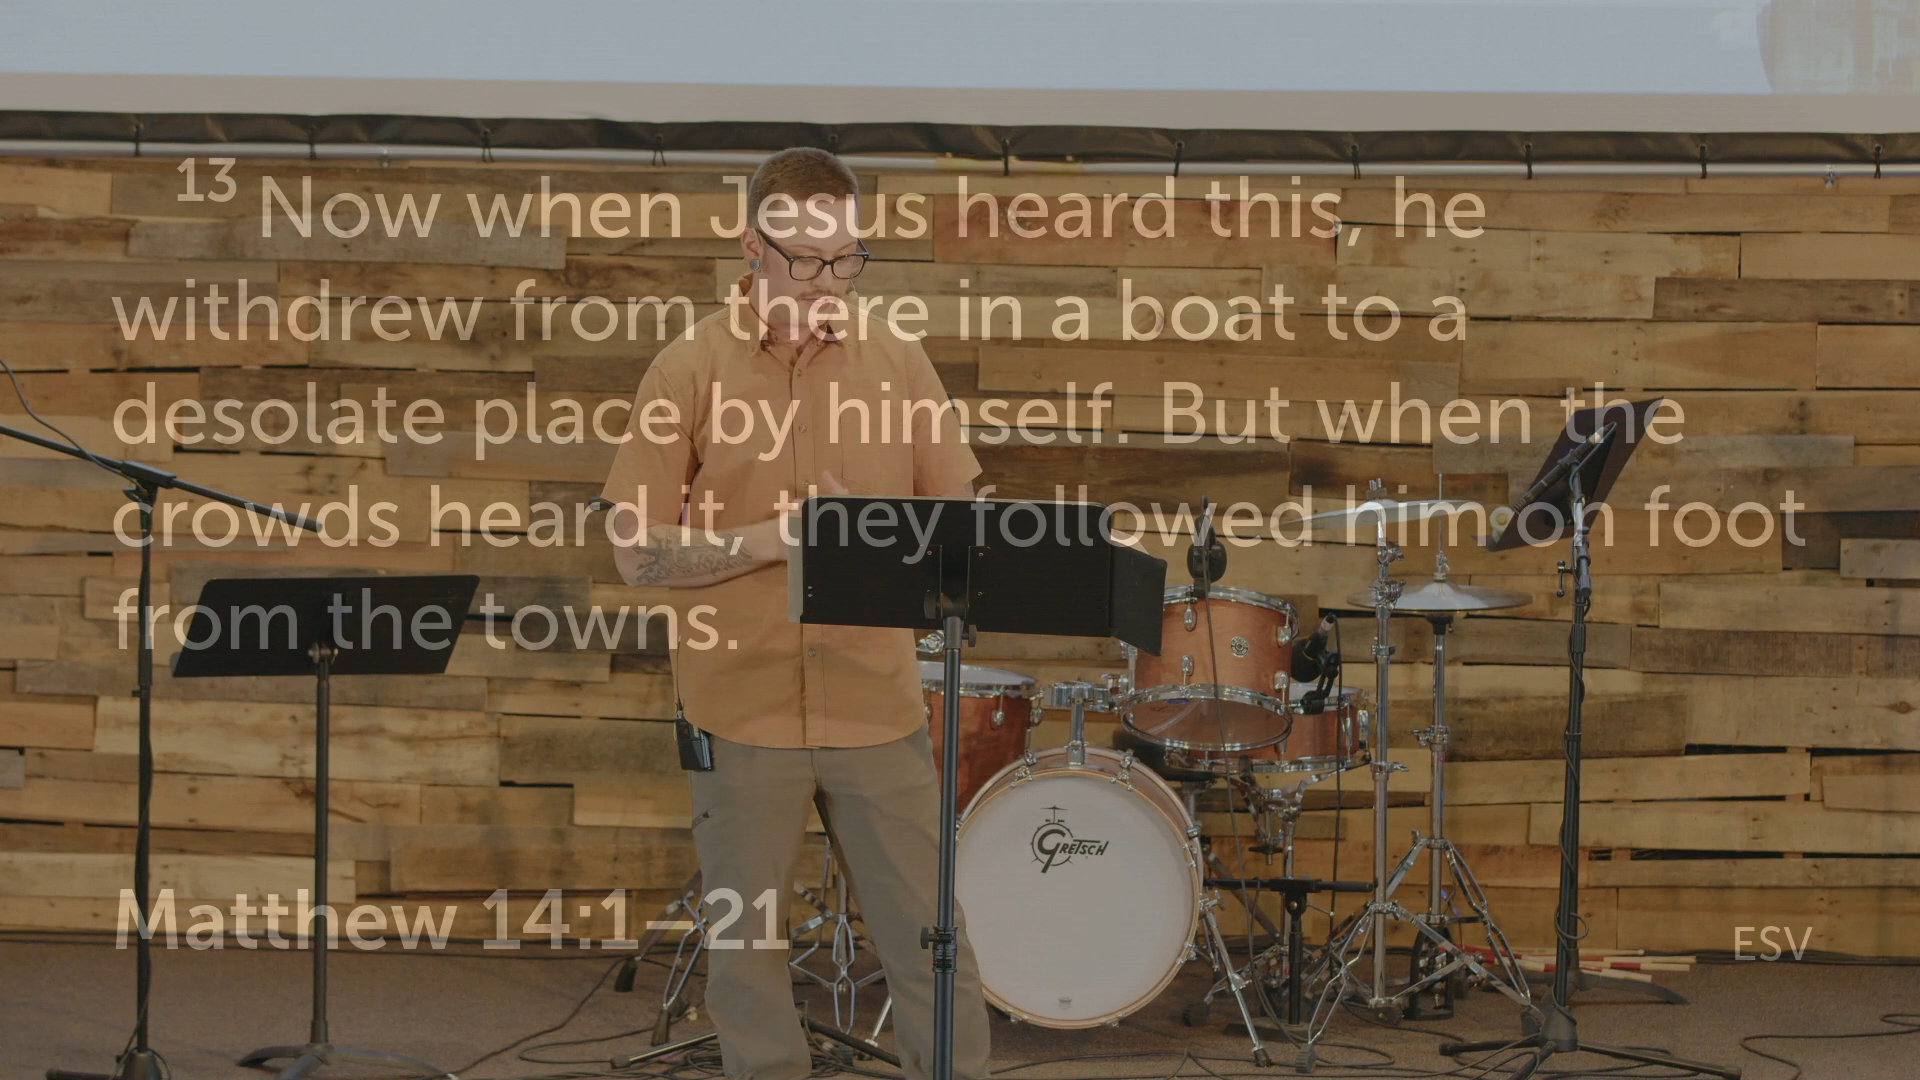 13 Now when Jesus heard this, he
withdrew from there in a boat to a
desolate place by himself. But when the
crowds heard it, they followed him on foot
from the towns.
GRETSCH
Matthew 14:1–21
ESV